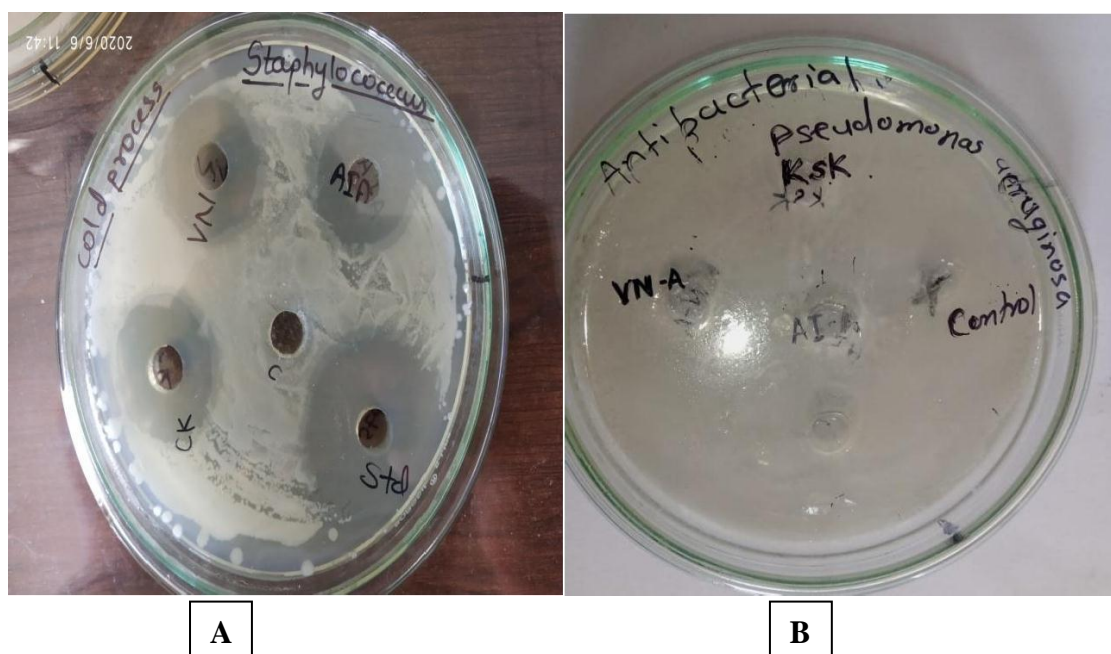 2020/6/6 11:42
cold process
Staphylococcus
VN
AIA
CK
C
Std
Antibacterial
Pseudomonas aeruginosa
KSK
VN-A
AI-A
Control
A
B